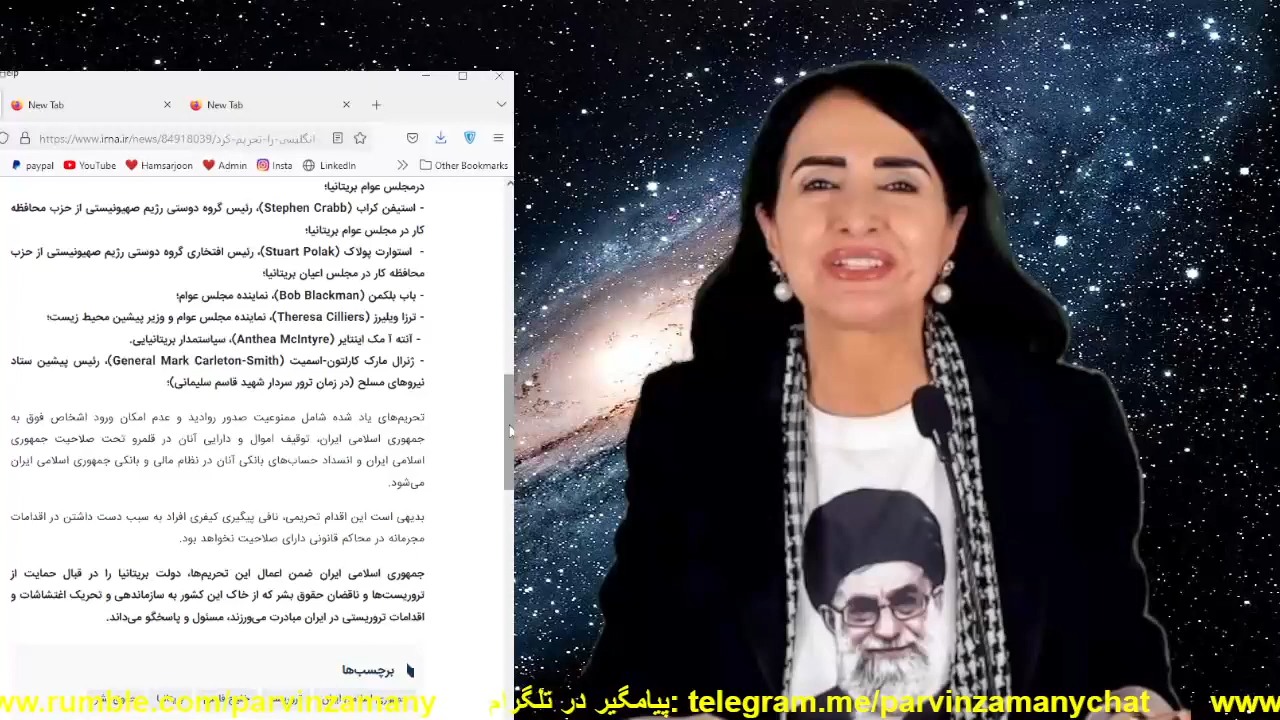 New Tab
New Tab
https://www.irna.ir/news/84918039/انگلیسی-را-تحریم-کرد
paypal YouTube Hamsarjoon Admin Insta LinkedIn Other Bookmarks
درمجلس عوام بریتانیا؛
- استیفن کراب (Stephen Crabb)، رئیس گروه دوستی رژیم صهیونیستی از حزب محافظه
کار در مجلس عوام بریتانیا؛
- استوارت پولاک (Stuart Polak)، رئیس افتخاری گروه دوستی رژیم صهیونیستی از حزب
محافظه کار در مجلس اعیان بریتانیا؛
- باب بلکمن (Bob Blackman)، نماینده مجلس عوام؛
- ترزا ویلیرز (Theresa Cilliers)، نماینده مجلس عوام و وزیر پیشین محیط زیست؛
- آنته آ مک اینتایر (Anthea McIntyre)، سیاستمدار بریتانیایی.
- ژنرال مارک کارلتون-اسمیت (General Mark Carleton-Smith)، رئیس پیشین ستاد
نیروهای مسلح (در زمان ترور سردار شهید قاسم سلیمانی)؛
تحریم‌های یاد شده شامل ممنوعیت صدور روادید و عدم امکان ورود اشخاص فوق به
جمهوری اسلامی ایران، توقیف اموال و دارایی آنان در قلمرو تحت صلاحیت جمهوری
اسلامی ایران و انسداد حساب‌های بانکی آنان در نظام مالی و بانکی جمهوری اسلامی ایران
می‌شود.
بدیهی است این اقدام تحریمی، نافی پیگیری کیفری افراد به سبب دست داشتن در اقدامات
مجرمانه در محاکم قانونی دارای صلاحیت نخواهد بود.
جمهوری اسلامی ایران ضمن اعمال این تحریم‌ها، دولت بریتانیا را در قبال حمایت از
تروریست‌ها و ناقضان حقوق بشر که از خاک این کشور به سازماندهی و تحریک اغتشاشات و
اقدامات تروریستی در ایران مبادرت می‌ورزند، مسئول و پاسخگو می‌داند.
برچسب‌ها
پیامگیر در تلگرام: telegram.me/parvinzamanychat